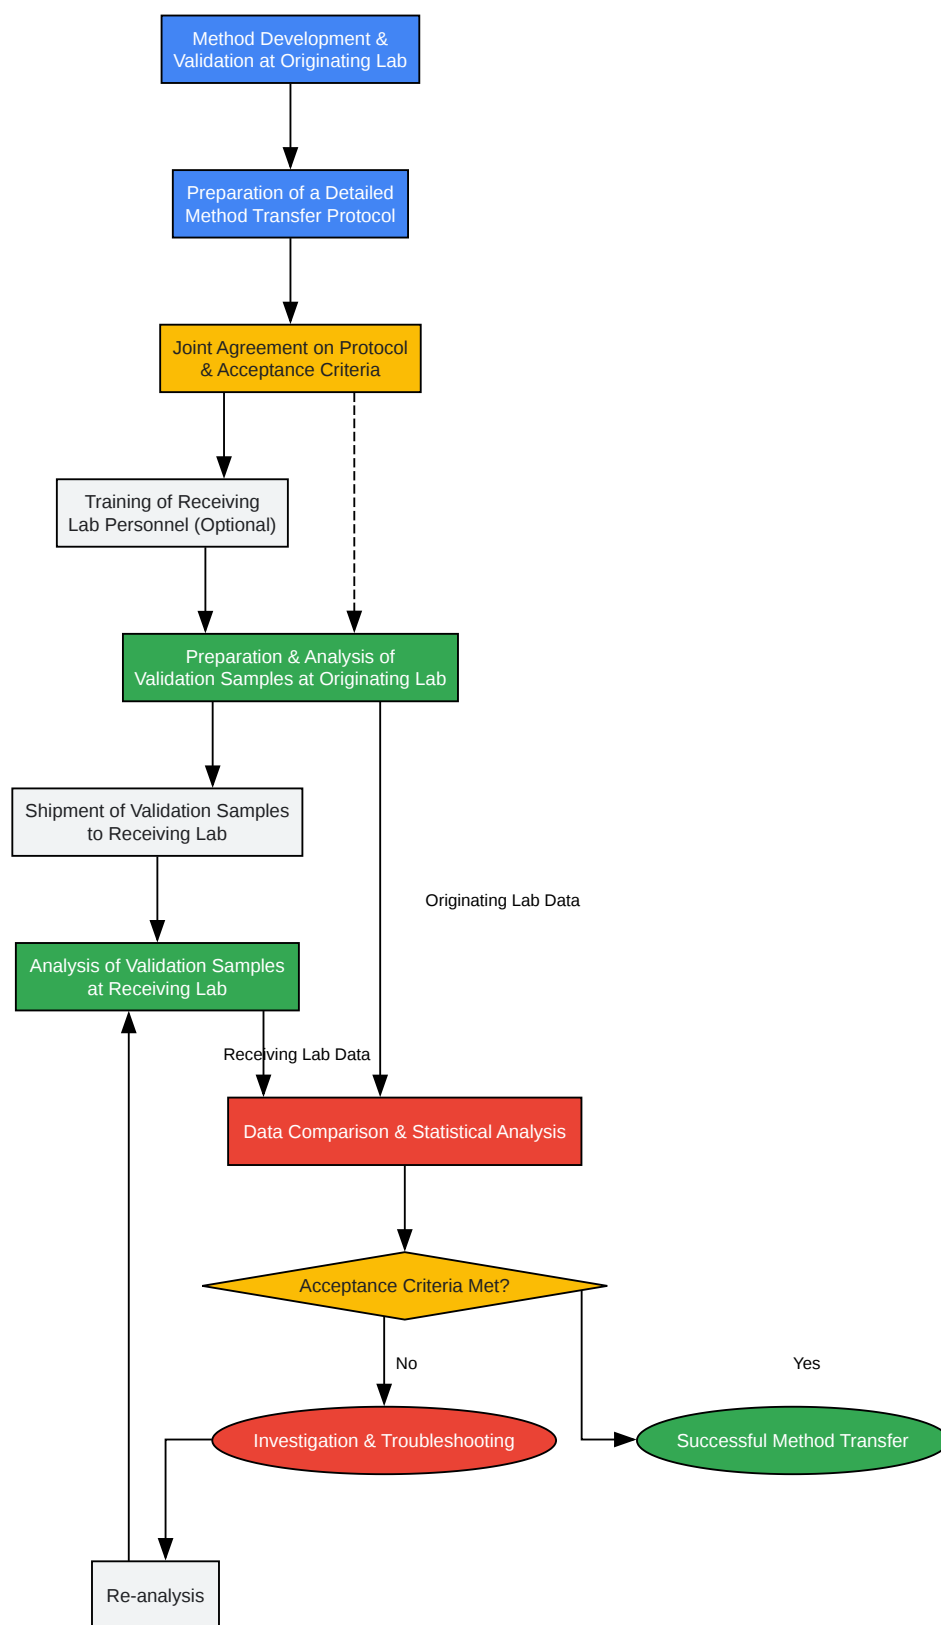 Method Development &
Validation at Originating Lab
Preparation of a Detailed
Method Transfer Protocol
Joint Agreement on Protocol
& Acceptance Criteria
Training of Receiving
Lab Personnel (Optional)
Preparation & Analysis of
Validation Samples at Originating Lab
Shipment of Validation Samples
to Receiving Lab
Originating Lab Data
Analysis of Validation Samples
at Receiving Lab
Receiving Lab Data
Data Comparison & Statistical Analysis
Acceptance Criteria Met?
No
Yes
Investigation & Troubleshooting
Successful Method Transfer
Re-analysis